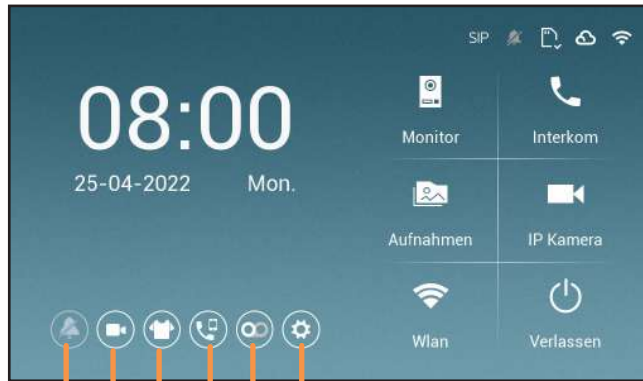 SIP
08:00
25-04-2022 Mon.
Monitor Interkom
Aufnahmen IP Kamera
Wlan Verlassen